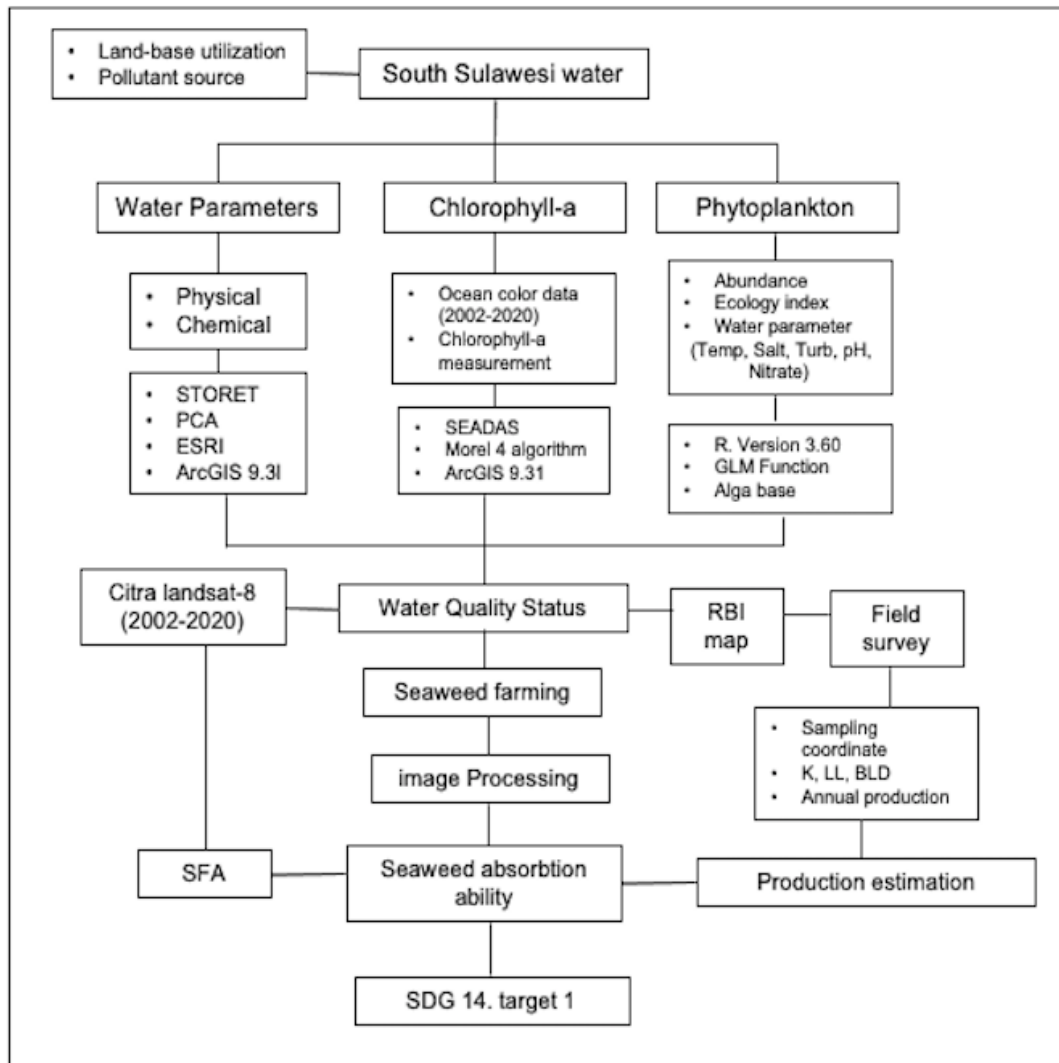 • Land-base utilization
• Pollutant source
South Sulawesi water
Water Parameters
Chlorophyll-a
Phytoplankton
• Physical
• Chemical
• Ocean color data
(2002-2020)
• Chlorophyll-a
measurement
• Abundance
• Ecology index
• Water parameter
(Temp, Salt, Turb, pH,
Nitrate)
• STORET
• PCA
• ESRI
• ArcGIS 9.3I
• SEADAS
• Morel 4 algorithm
• ArcGIS 9.31
• R. Version 3.60
• GLM Function
• Alga base
Citra landsat-8
(2002-2020)
Water Quality Status
RBI
map
Field
survey
Seaweed farming
• Sampling
coordinate
• K, LL, BLD
• Annual production
image Processing
SFA
Seaweed absorbtion
ability
Production estimation
SDG 14. target 1